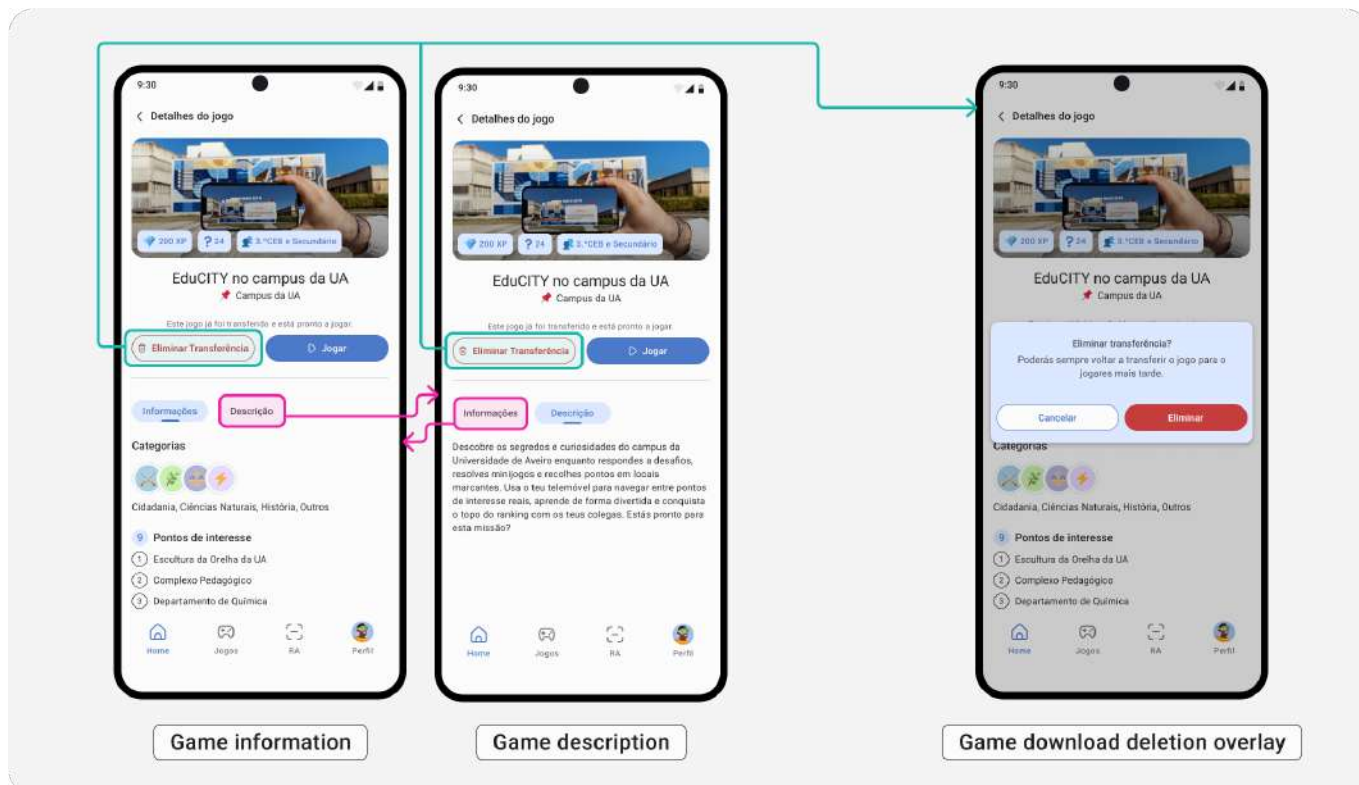 9:30
Detalhes do jogo
200 XP
24
3.ºCEB e Secundário
EduCITY no campus da UA
Campus da UA
Este jogo já foi transferido e está pronto a jogar.
Eliminar Transferência
Jogar
Informações
Descrição
Categorias
Cidadania, Ciências Naturais, História, Outros
9 Pontos de interesse
1 Escultura da Orelha da UA
2 Complexo Pedagógico
3 Departamento de Química
Home
Jogos
RA
Perfil
Game information
9:30
Detalhes do jogo
200 XP
24
3.ºCEB e Secundário
EduCITY no campus da UA
Campus da UA
Este jogo já foi transferido e está pronto a jogar.
Eliminar Transferência
Jogar
Informações
Descrição
Descobre os segredos e curiosidades do campus da
Universidade de Aveiro enquanto respondes a desafios,
resolves minijogos e recolhes pontos em locais
marcantes. Usa o teu telemóvel para navegar entre pontos
de interesse reais, aprende de forma divertida e conquista
o topo do ranking com os teus colegas. Estás pronto para
esta missão?
Home
Jogos
RA
Perfil
Game description
9:30
Detalhes do jogo
200 XP
24
3.ºCEB e Secundário
EduCITY no campus da UA
Campus da UA
Eliminar transferência?
Poderás sempre voltar a transferir o jogo para o
jogares mais tarde.
Cancelar
Eliminar
Categorias
Cidadania, Ciências Naturais, História, Outros
9 Pontos de interesse
1 Escultura da Orelha da UA
2 Complexo Pedagógico
3 Departamento de Química
Home
Jogos
RA
Perfil
Game download deletion overlay